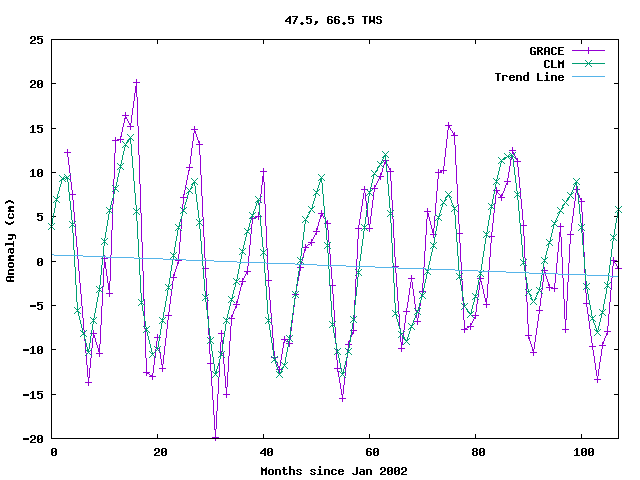 47.5, 66.5 TWS
GRACE
CLM
Trend Line
25
20
15
10
5
0
-5
-10
-15
-20
Anomaly (cm)
0 20 40 60 80 100
Months since Jan 2002